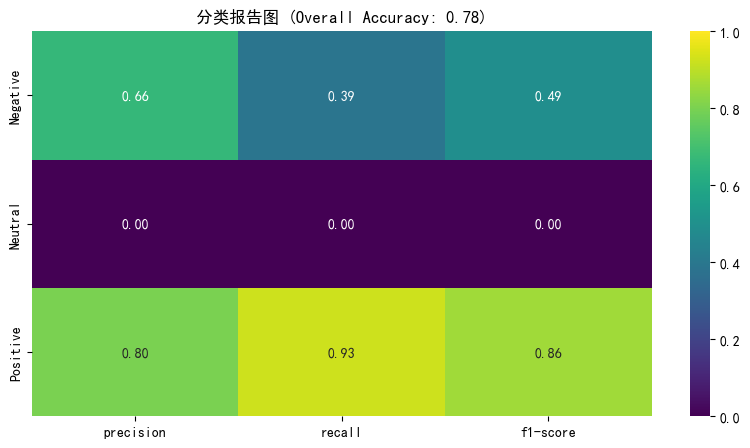 分类报告图 (Overall Accuracy: 0.78)
Negative
0.66 0.39 0.49
Neutral
0.00 0.00 0.00
Positive
0.80 0.93 0.86
precision recall f1-score
1.0
0.8
0.6
0.4
0.2
0.0